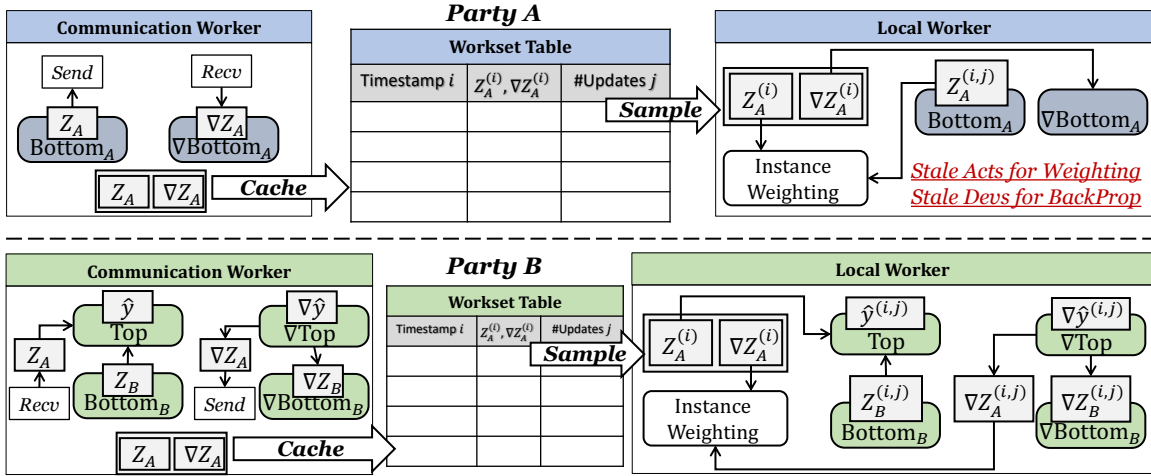 Party A
Communication Worker
Send
Recv
Z_A
∇Z_A
Bottom_A
∇Bottom_A
Z_A
∇Z_A
Cache
Workset Table
Timestamp i
Z_A^{(i)}, ∇Z_A^{(i)}
#Updates j
Sample
Local Worker
Z_A^{(i)}
∇Z_A^{(i)}
Z_A^{(i,j)}
Bottom_A
∇Bottom_A
Instance
Weighting
Stale Acts for Weighting
Stale Devs for BackProp
Party B
Communication Worker
ŷ
Top
∇ŷ
∇Top
Z_A
∇Z_A
Z_B
∇Z_B
Recv
Bottom_B
Send
∇Bottom_B
Z_A
∇Z_A
Cache
Workset Table
Timestamp i
Z_A^{(i)}, ∇Z_A^{(i)}
#Updates j
Sample
Local Worker
Z_A^{(i)}
∇Z_A^{(i)}
ŷ^{(i,j)}
Top
∇ŷ^{(i,j)}
∇Top
Instance
Weighting
Z_B^{(i,j)}
Bottom_B
∇Z_A^{(i,j)}
∇Z_B^{(i,j)}
∇Bottom_B